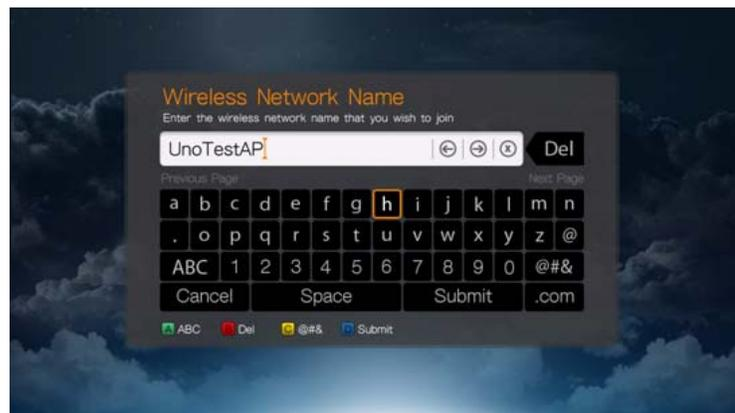 Wireless Network Name
Enter the wireless network name that you wish to join
UnoTestAP Del
Previous Page Next Page
a b c d e f g h i j k l m n
. o p q r s t u v w x y z @
ABC 1 2 3 4 5 6 7 8 9 0 @#&
Cancel Space Submit .com
A ABC B Del C @#& D Submit